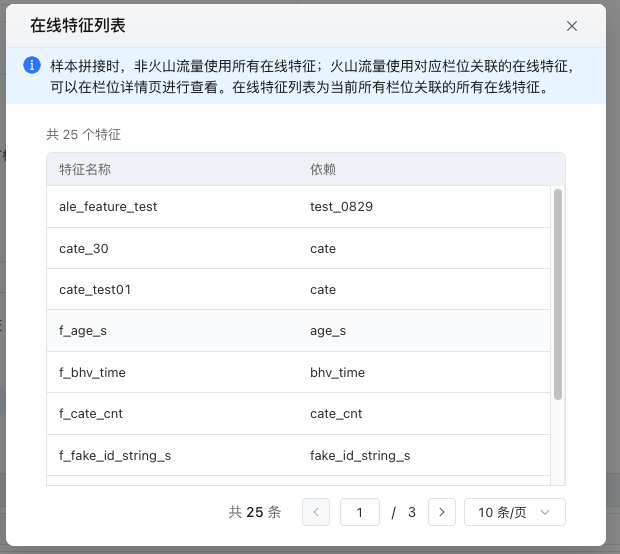 在线特征列表
样本拼接时，非火山流量使用所有在线特征；火山流量使用对应栏位关联的在线特征，
可以在栏位详情页进行查看。在线特征列表为当前所有栏位关联的所有在线特征。
共 25 个特征
特征名称 依赖
ale_feature_test test_0829
cate_30 cate
cate_test01 cate
f_age_s age_s
f_bhv_time bhv_time
f_cate_cnt cate_cnt
f_fake_id_string_s fake_id_string_s
共 25 条 1 / 3 10 条/页